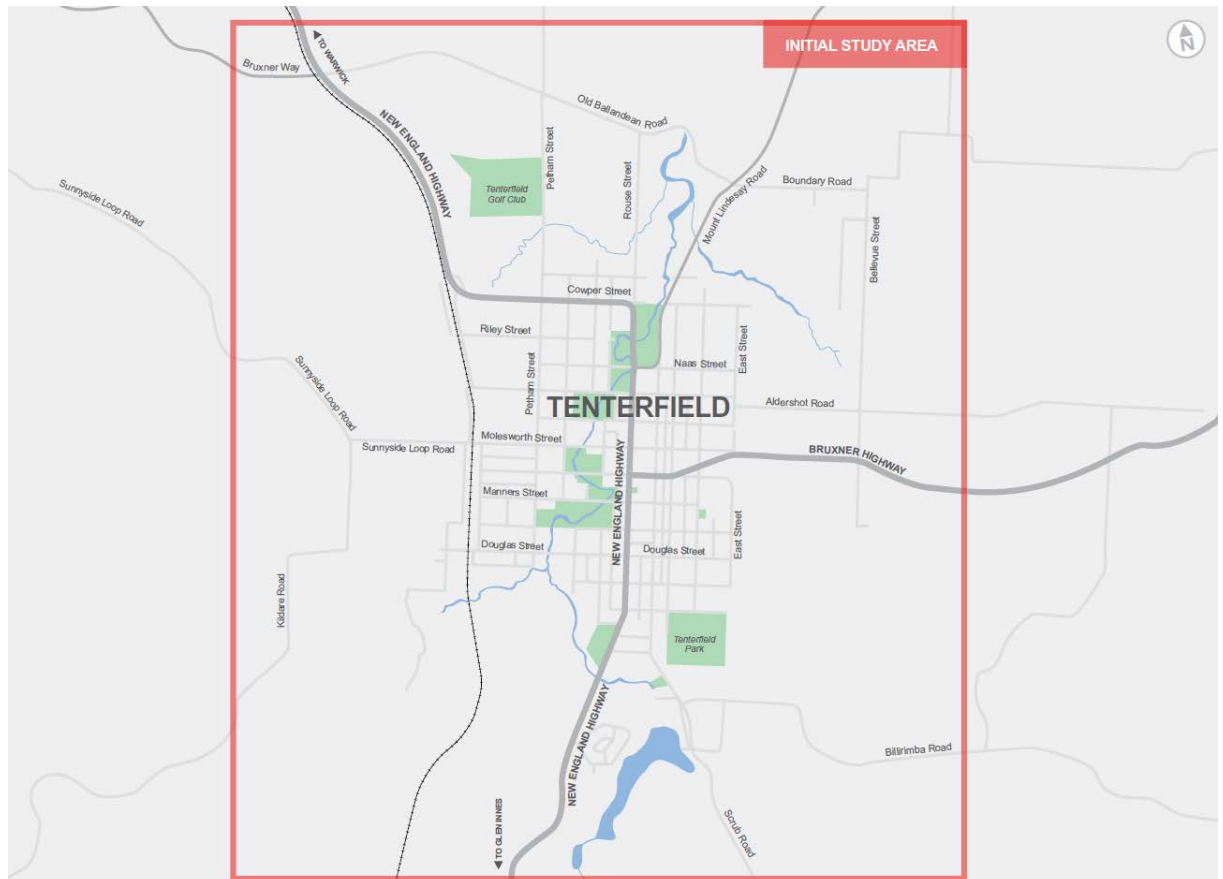 INITIAL STUDY AREA
N
TO WARWICK
Bruxner Way
NEW ENGLAND HIGHWAY
Old Ballandean Road
Pelham Street
Rouse Street
Tenterfield
Golf Club
Mount Lindesay Road
Boundary Road
Sunnyside Loop Road
Bellevue Street
Cowper Street
Riley Street
East Street
Naas Street
Pelham Street
Sunnyside Loop Road
TENTERFIELD
Aldershot Road
Molesworth Street
Sunnyside Loop Road
BRUXNER HIGHWAY
NEW ENGLAND HIGHWAY
Manners Street
East Street
Douglas Street
Douglas Street
Kildare Road
Tenterfield
Park
NEW ENGLAND HIGHWAY
Billirimba Road
Scrub Road
TO GLEN INNES